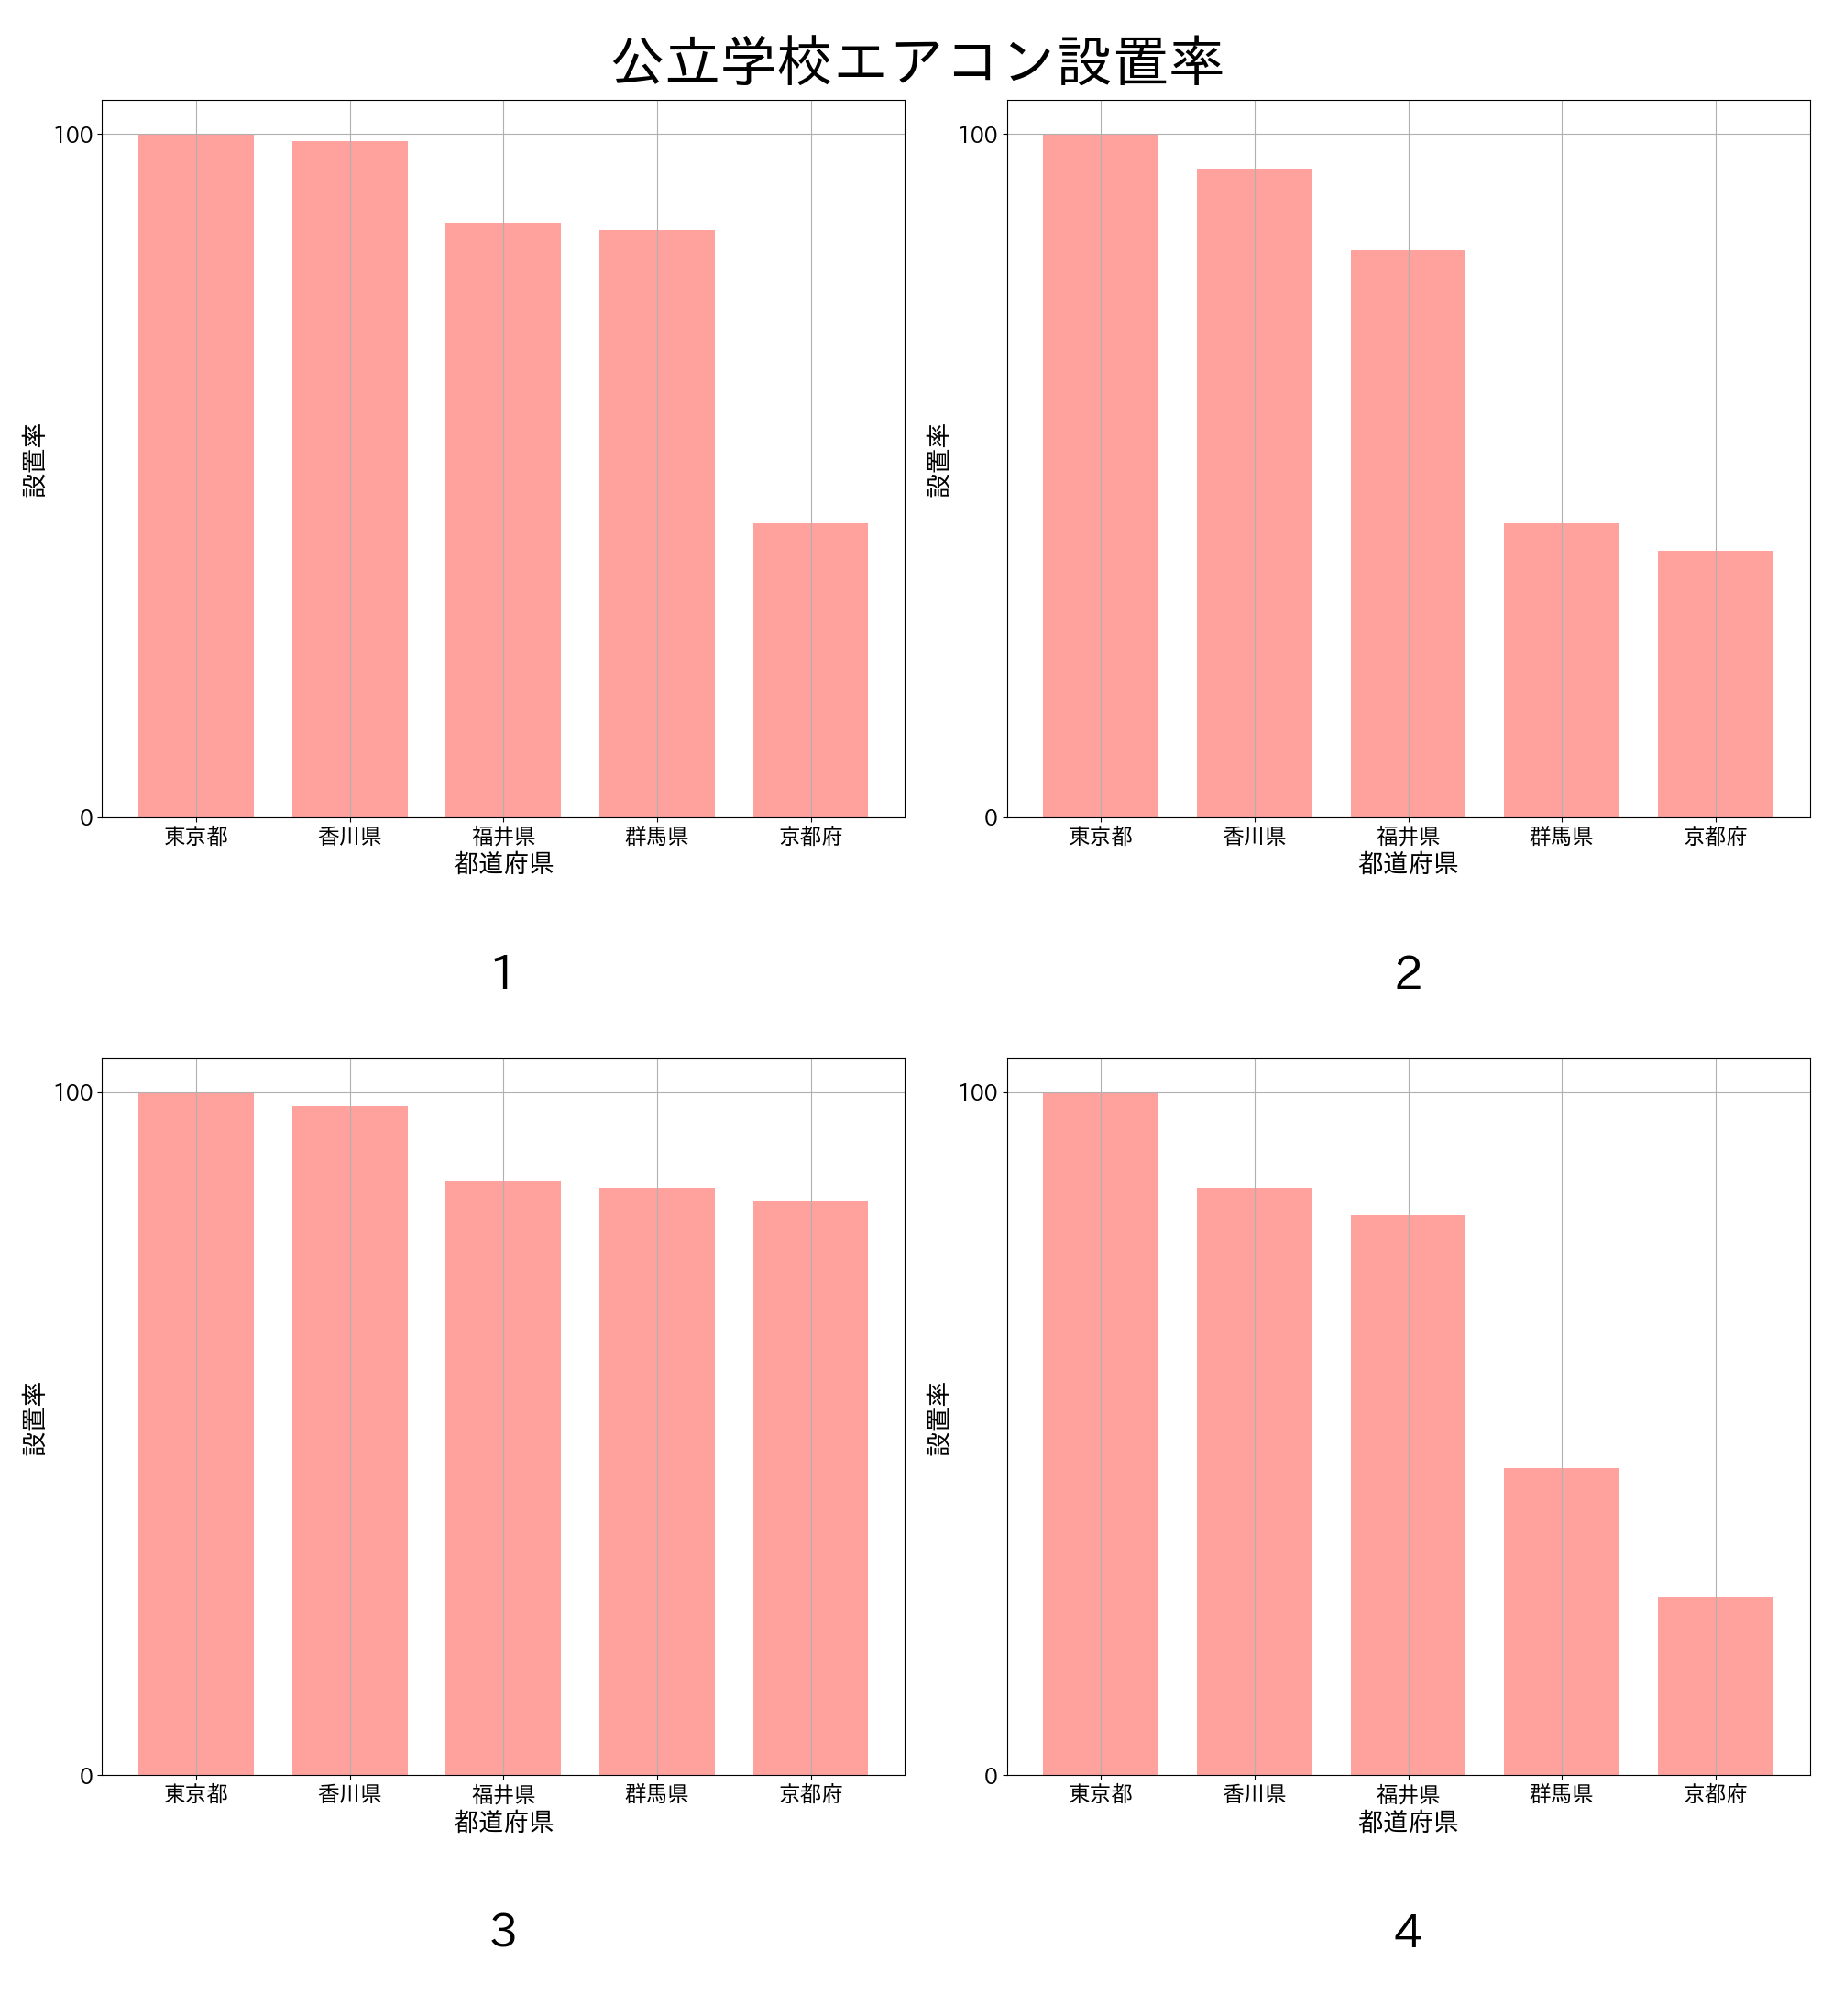 公立学校エアコン設置率
100
0
設置率
東京都 香川県 福井県 群馬県 京都府
都道府県
1
100
0
設置率
東京都 香川県 福井県 群馬県 京都府
都道府県
2
100
0
設置率
東京都 香川県 福井県 群馬県 京都府
都道府県
3
100
0
設置率
東京都 香川県 福井県 群馬県 京都府
都道府県
4